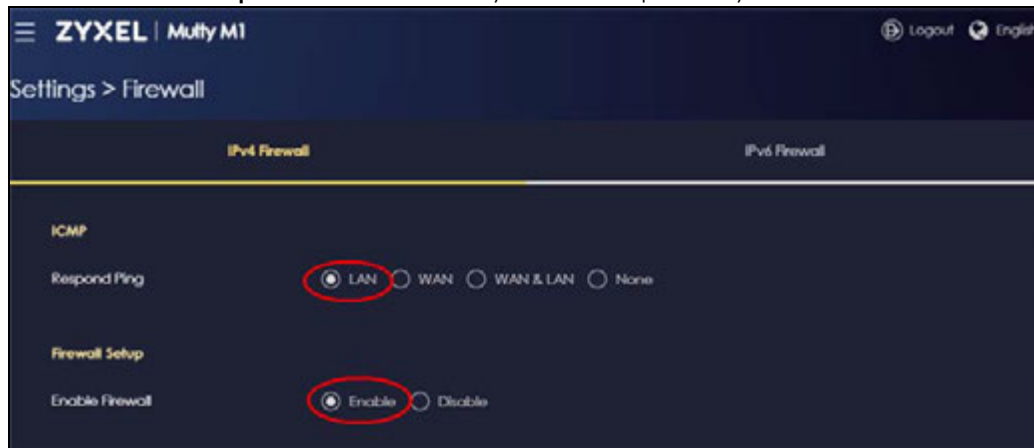 ZYXEL | Multy M1
Logout English
Settings > Firewall
IPv4 Firewall IPv6 Firewall
ICMP
Respond Ping LAN WAN WAN & LAN None
Firewall Setup
Enable Firewall Enable Disable